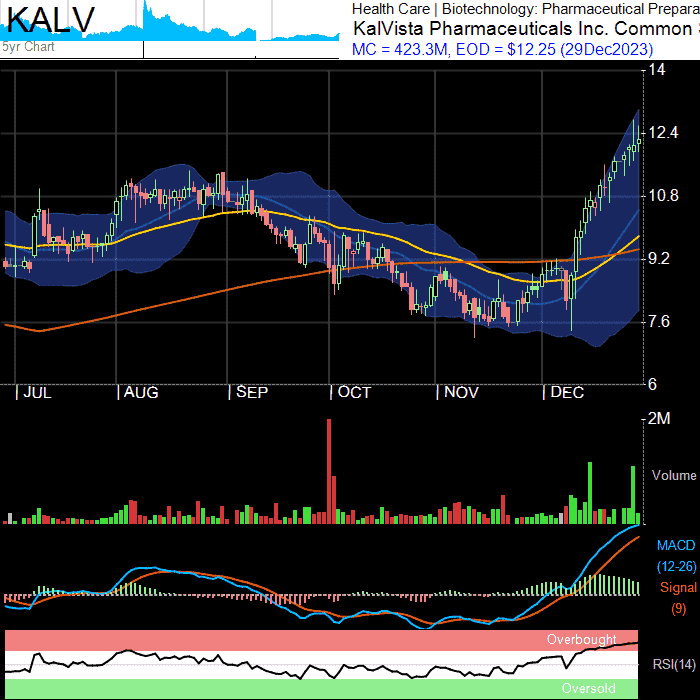 KALV
5yr Chart
Health Care | Biotechnology: Pharmaceutical Prepara
KalVista Pharmaceuticals Inc. Common
MC = 423.3M, EOD = $12.25 (29Dec2023)
14
12.4
10.8
9.2
7.6
6
| JUL | AUG | SEP | OCT | NOV | DEC
2M
Volume
MACD
(12-26)
Signal
(9)
Overbought
RSI(14)
Oversold